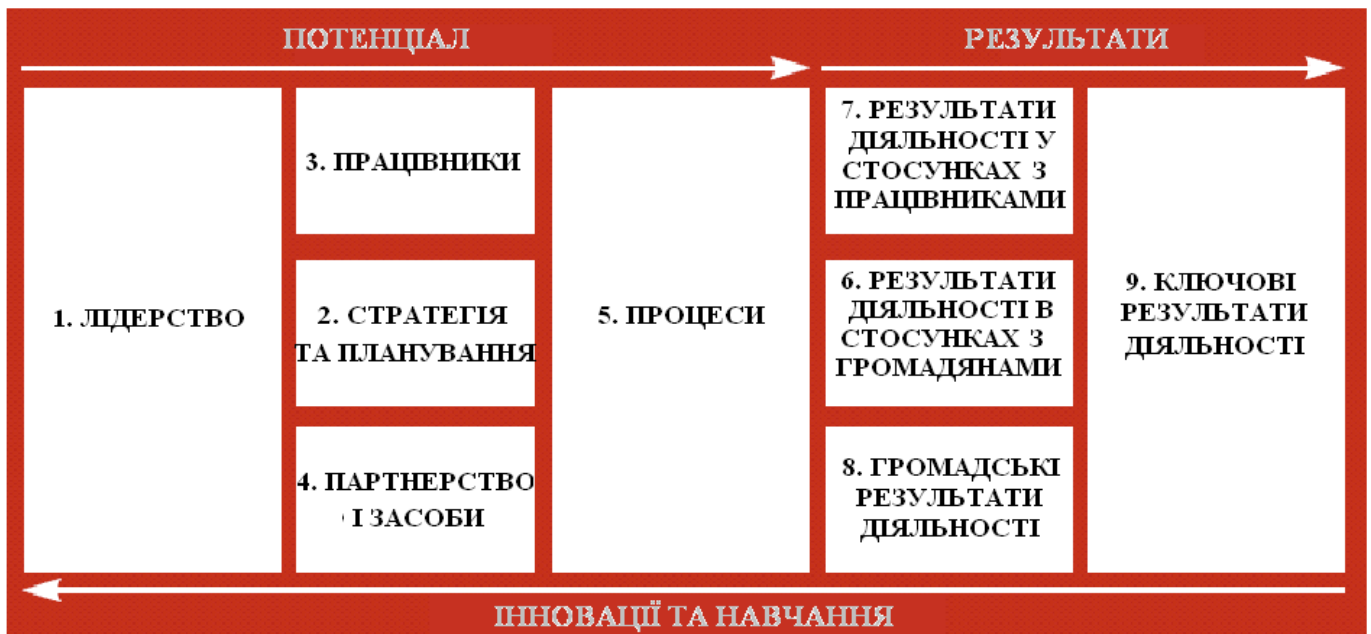 ПОТЕНЦІАЛ
РЕЗУЛЬТАТИ
1. ЛІДЕРСТВО
3. ПРАЦІВНИКИ
2. СТРАТЕГІЯ
ТА ПЛАНУВАННЯ
4. ПАРТНЕРСТВО
І ЗАСОБИ
5. ПРОЦЕСИ
7. РЕЗУЛЬТАТИ
ДІЯЛЬНОСТІ У
СТОСУНКАХ З
ПРАЦІВНИКАМИ
6. РЕЗУЛЬТАТИ
ДІЯЛЬНОСТІ В
СТОСУНКАХ З
ГРОМАДЯНАМИ
8. ГРОМАДСЬКІ
РЕЗУЛЬТАТИ
ДІЯЛЬНОСТІ
9. КЛЮЧОВІ
РЕЗУЛЬТАТИ
ДІЯЛЬНОСТІ
ІННОВАЦІЇ ТА НАВЧАННЯ